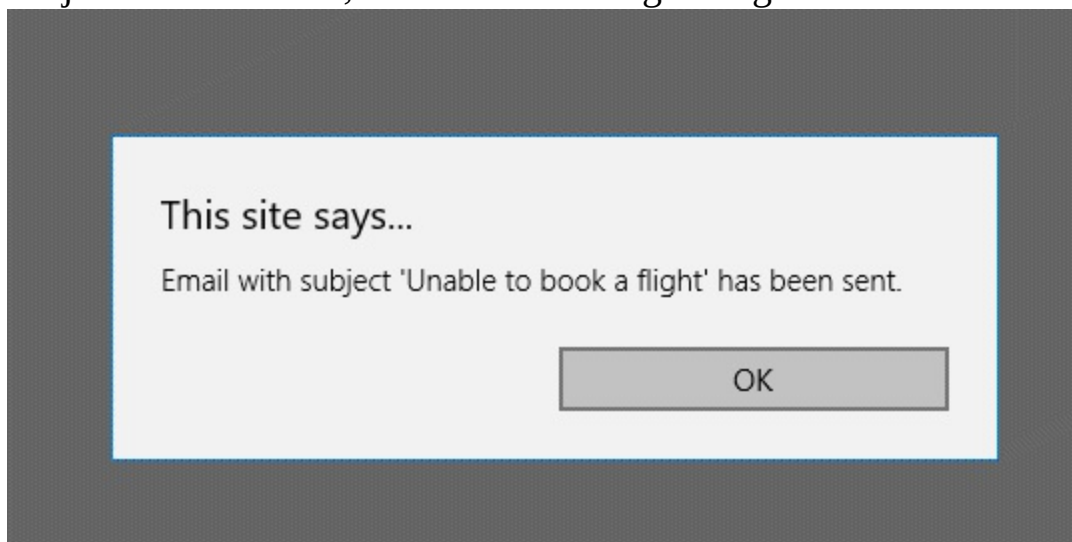 This site says...
Email with subject 'Unable to book a flight' has been sent.
OK